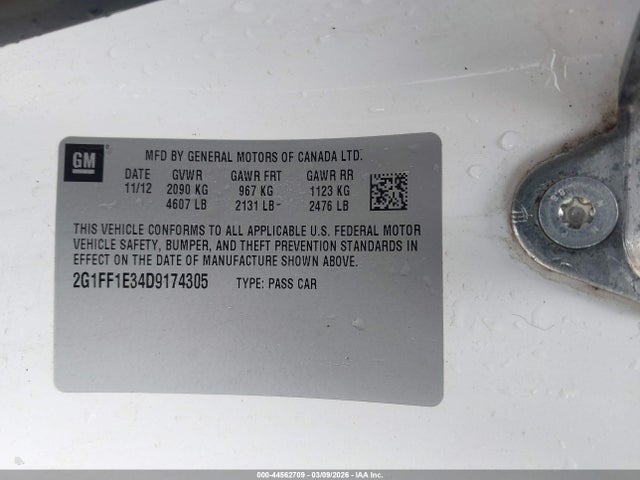 GM
MFD BY GENERAL MOTORS OF CANADA LTD.
DATE GVWR GAWR FRT GAWR RR
11/12 2090 KG 967 KG 1123 KG
4607 LB 2131 LB 2476 LB
THIS VEHICLE CONFORMS TO ALL APPLICABLE U.S. FEDERAL MOTOR
VEHICLE SAFETY, BUMPER, AND THEFT PREVENTION STANDARDS IN
EFFECT ON THE DATE OF MANUFACTURE SHOWN ABOVE.
2G1FF1E34D9174305 TYPE: PASS CAR
000-44562709 | 03/09/2026 | IAA Inc.